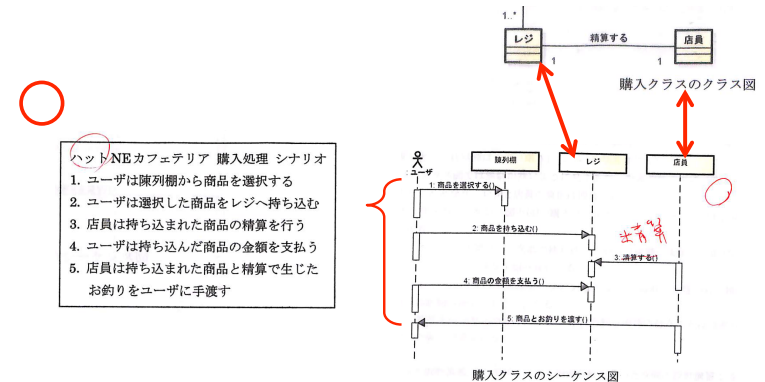 1..*
レジ
精算する
店員
1
1
購入クラスのクラス図
ハットNEカフェテリア 購入処理 シナリオ
1. ユーザは陳列棚から商品を選択する
2. ユーザは選択した商品をレジへ持ち込む
3. 店員は持ち込まれた商品の精算を行う
4. ユーザは持ち込んだ商品の金額を支払う
5. 店員は持ち込まれた商品と精算で生じた
お釣りをユーザに手渡す
: ユーザ
陳列棚
レジ
店員
1: 商品を選択する()
2: 商品を持ち込む()
3: 清算する()
4: 商品の金額を支払う()
5: 商品とお釣りを渡す()
購入クラスのシーケンス図